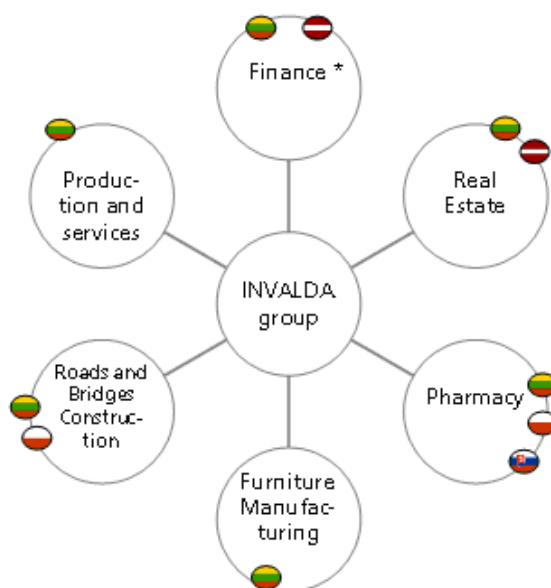 Finance *
Produc-
tion and
services
Real
Estate
INVALDA
group
Roads and
Bridges
Construc-
tion
Pharmacy
Furniture
Manufac-
turing